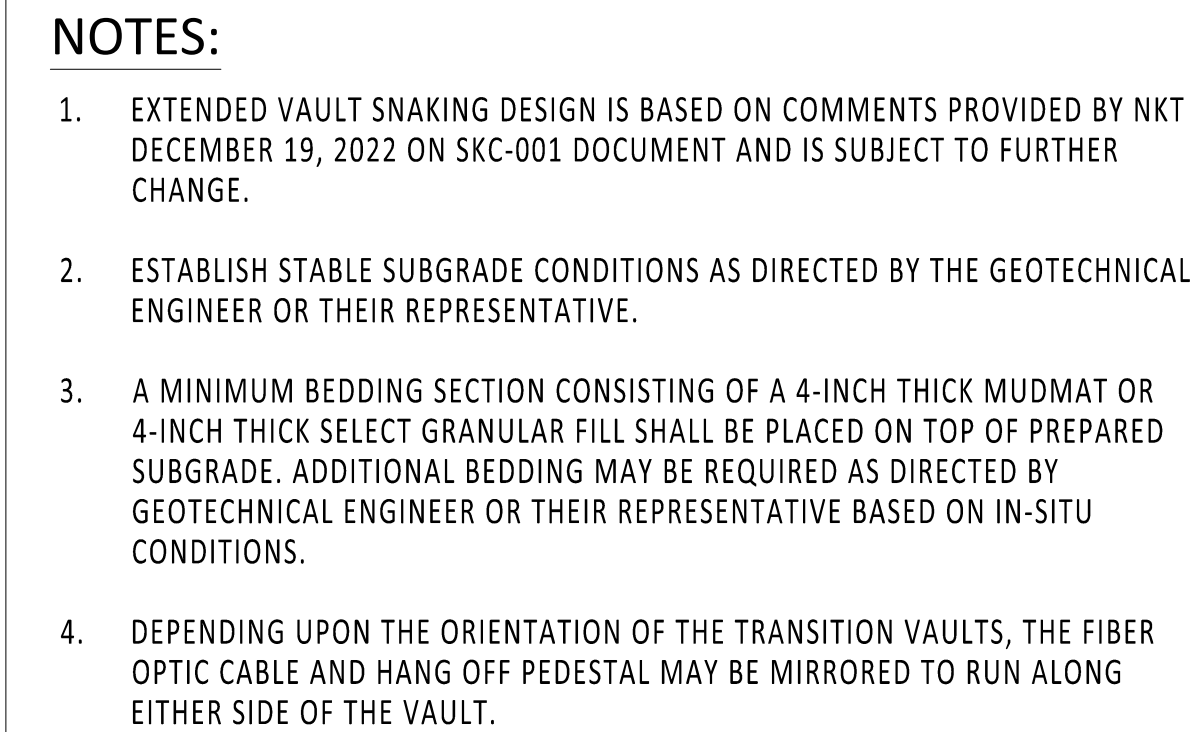 NOTES:
1. EXTENDED VAULT SNAKING DESIGN IS BASED ON COMMENTS PROVIDED BY NKT
DECEMBER 19, 2022 ON SKC-001 DOCUMENT AND IS SUBJECT TO FURTHER
CHANGE.
2. ESTABLISH STABLE SUBGRADE CONDITIONS AS DIRECTED BY THE GEOTECHNICAL
ENGINEER OR THEIR REPRESENTATIVE.
3. A MINIMUM BEDDING SECTION CONSISTING OF A 4-INCH THICK MUDMAT OR
4-INCH THICK SELECT GRANULAR FILL SHALL BE PLACED ON TOP OF PREPARED
SUBGRADE. ADDITIONAL BEDDING MAY BE REQUIRED AS DIRECTED BY
GEOTECHNICAL ENGINEER OR THEIR REPRESENTATIVE BASED ON IN-SITU
CONDITIONS.
4. DEPENDING UPON THE ORIENTATION OF THE TRANSITION VAULTS, THE FIBER
OPTIC CABLE AND HANG OFF PEDESTAL MAY BE MIRRORED TO RUN ALONG
EITHER SIDE OF THE VAULT.